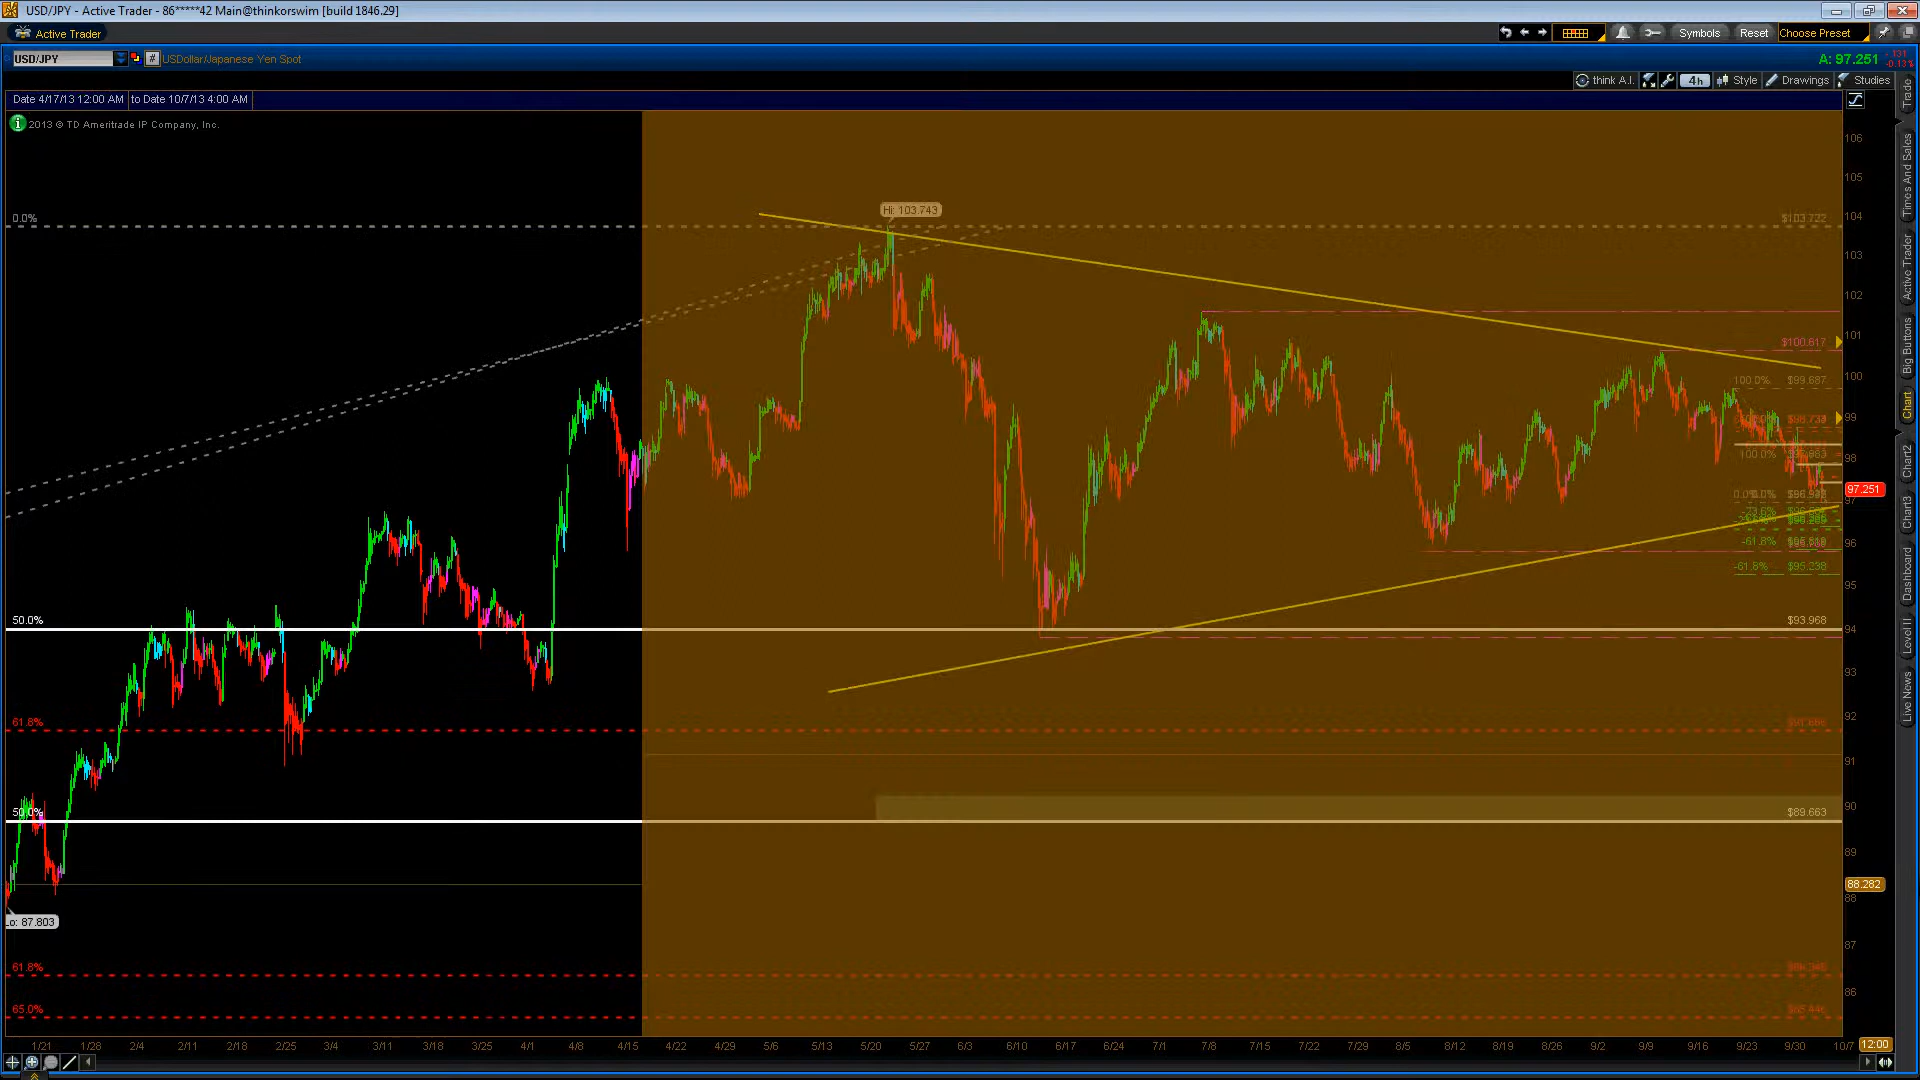 USD/JPY - Active Trader - 86*****42 Main@thinkorswim [build 1846.29]
Active Trader
Symbols Reset Choose Preset
USD/JPY # USDollar/Japanese Yen Spot
A: 97.251 -.131 -0.13%
think A.I. 4h Style Drawings Studies
Date 4/17/13 12:00 AM to Date 10/7/13 4:00 AM
2013 © TD Ameritrade IP Company, Inc.
Hi: 103.743
0.0% $103.722
$100.617
100.0% $99.687
$98.734
100.0%
97.251
-73.6%
-61.8%
-61.8% $95.238
50.0% $93.968
61.8%
50.0% $89.663
88.282
Lo: 87.803
61.8%
65.0%
106
105
104
103
102
101
100
99
98
97
96
95
94
93
92
91
90
89
88
87
86
1/21 1/28 2/4 2/11 2/18 2/25 3/4 3/11 3/18 3/25 4/1 4/8 4/15 4/22 4/29 5/6 5/13 5/20 5/27 6/3 6/10 6/17 6/24 7/1 7/8 7/15 7/22 7/29 8/5 8/12 8/19 8/26 9/2 9/9 9/16 9/23 9/30 10/7 12:00
Trade
Times And Sales
Active Trader
Big Buttons
Chart
Chart2
Chart3
Dashboard
Level II
Live News